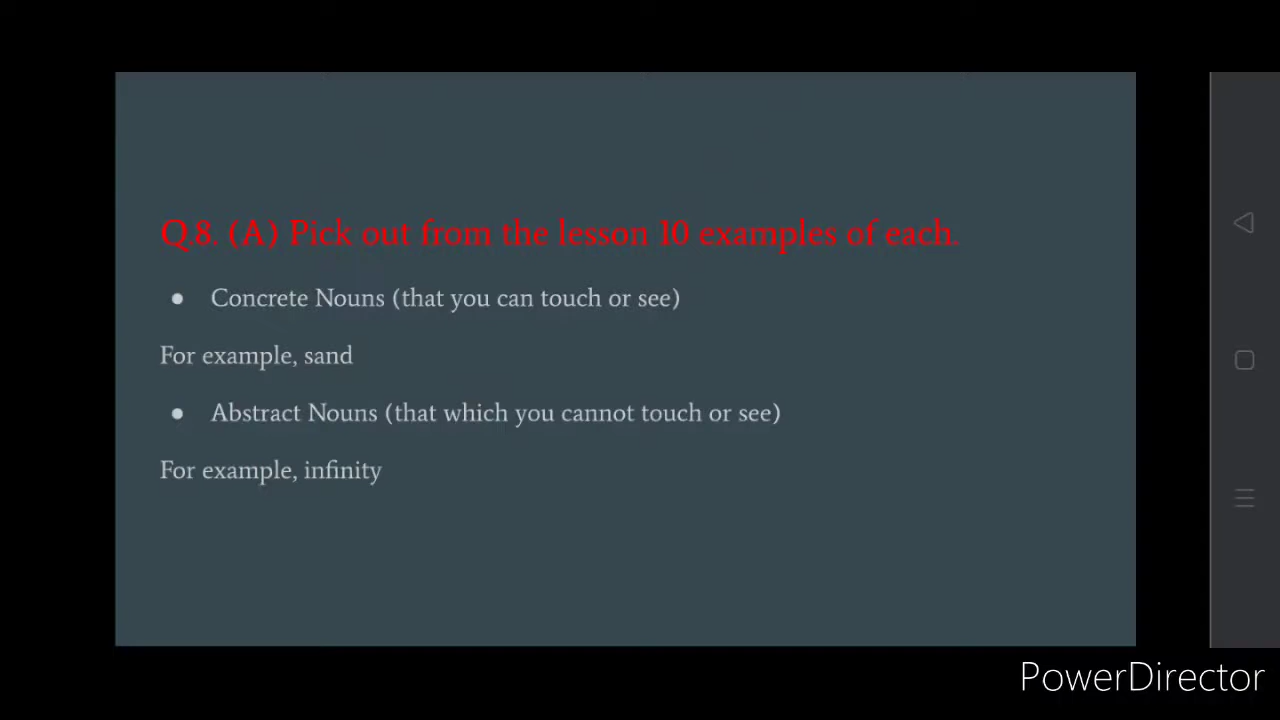 Q.8. (A) Pick out from the lesson 10 examples of each.
● Concrete Nouns (that you can touch or see)
For example, sand
● Abstract Nouns (that which you cannot touch or see)
For example, infinity
PowerDirector